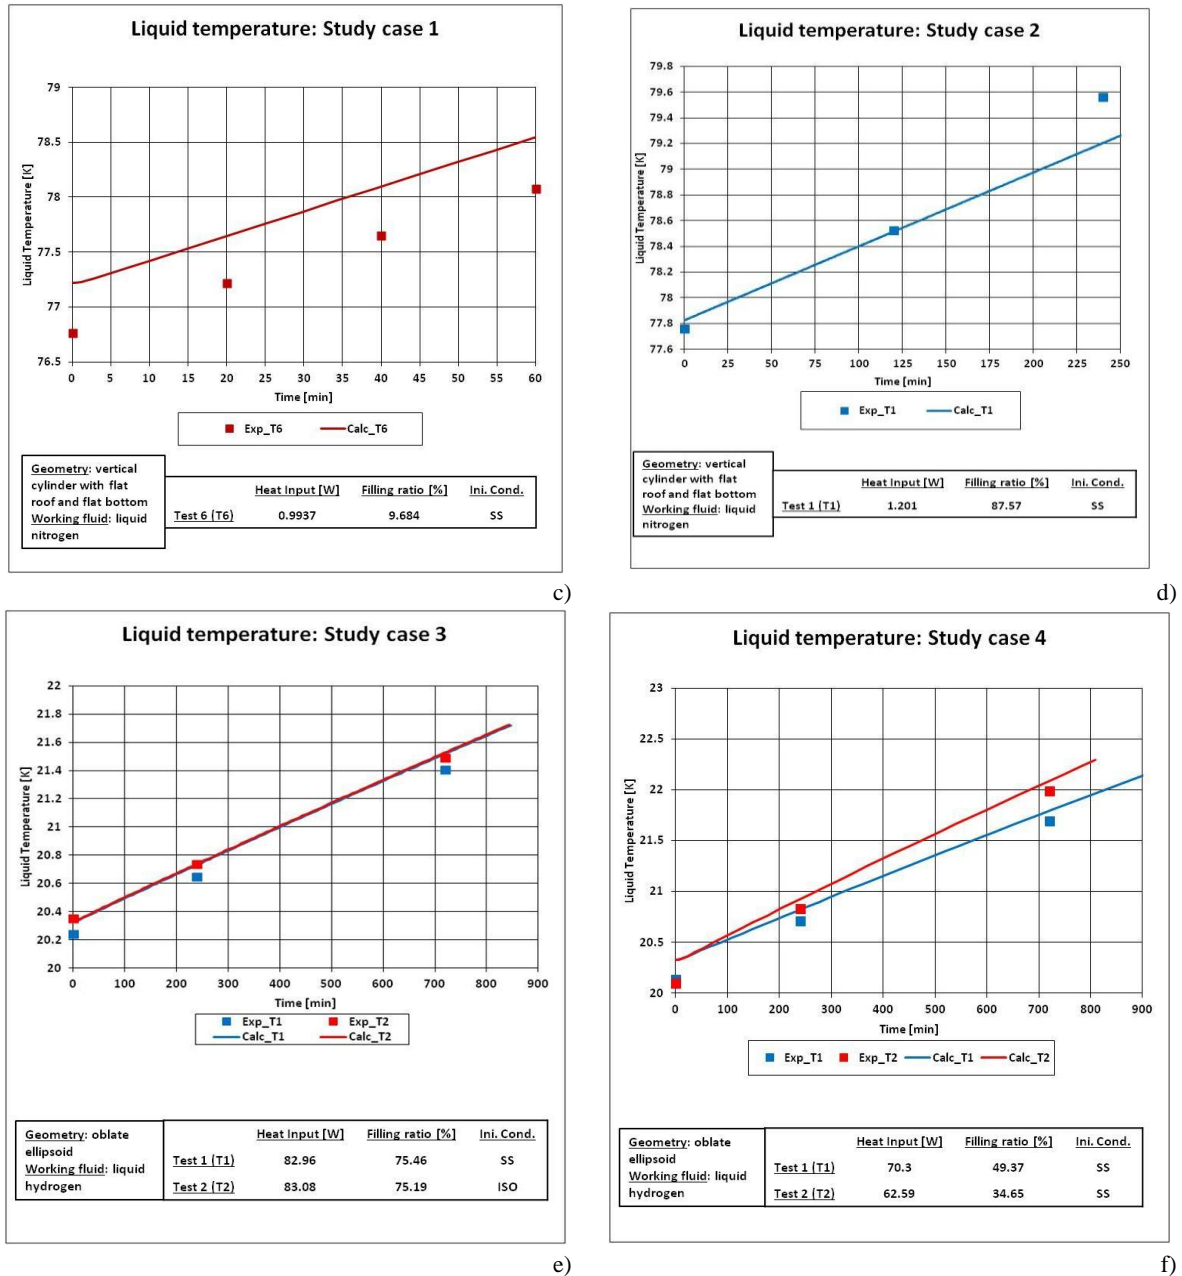 Liquid temperature: Study case 1
79
78.5
78
77.5
77
76.5
Liquid Temperature [K]
0 5 10 15 20 25 30 35 40 45 50 55 60
Time [min]
Exp_T6 Calc_T6
Geometry: vertical
cylinder with flat
roof and flat bottom
Working fluid: liquid
nitrogen
Heat Input [W] Filling ratio [%] Ini. Cond.
Test 6 (T6) 0.9937 9.684 SS
c)
Liquid temperature: Study case 2
79.8
79.6
79.4
79.2
79
78.8
78.6
78.4
78.2
78
77.8
77.6
Liquid Temperature [K]
0 25 50 75 100 125 150 175 200 225 250
Time [min]
Exp_T1 Calc_T1
Geometry: vertical
cylinder with flat
roof and flat bottom
Working fluid: liquid
nitrogen
Heat Input [W] Filling ratio [%] Ini. Cond.
Test 1 (T1) 1.201 87.57 SS
d)
Liquid temperature: Study case 3
22
21.8
21.6
21.4
21.2
21
20.8
20.6
20.4
20.2
20
Liquid Temperature [K]
0 100 200 300 400 500 600 700 800 900
Time [min]
Exp_T1 Exp_T2
Calc_T1 Calc_T2
Geometry: oblate
ellipsoid
Working fluid: liquid
hydrogen
Heat Input [W] Filling ratio [%] Ini. Cond.
Test 1 (T1) 82.96 75.46 SS
Test 2 (T2) 83.08 75.19 ISO
e)
Liquid temperature: Study case 4
23
22.5
22
21.5
21
20.5
20
Liquid Temperature [K]
0 100 200 300 400 500 600 700 800 900
Time [min]
Exp_T1 Exp_T2 Calc_T1 Calc_T2
Geometry: oblate
ellipsoid
Working fluid: liquid
hydrogen
Heat Input [W] Filling ratio [%] Ini. Cond.
Test 1 (T1) 70.3 49.37 SS
Test 2 (T2) 62.59 34.65 SS
f)